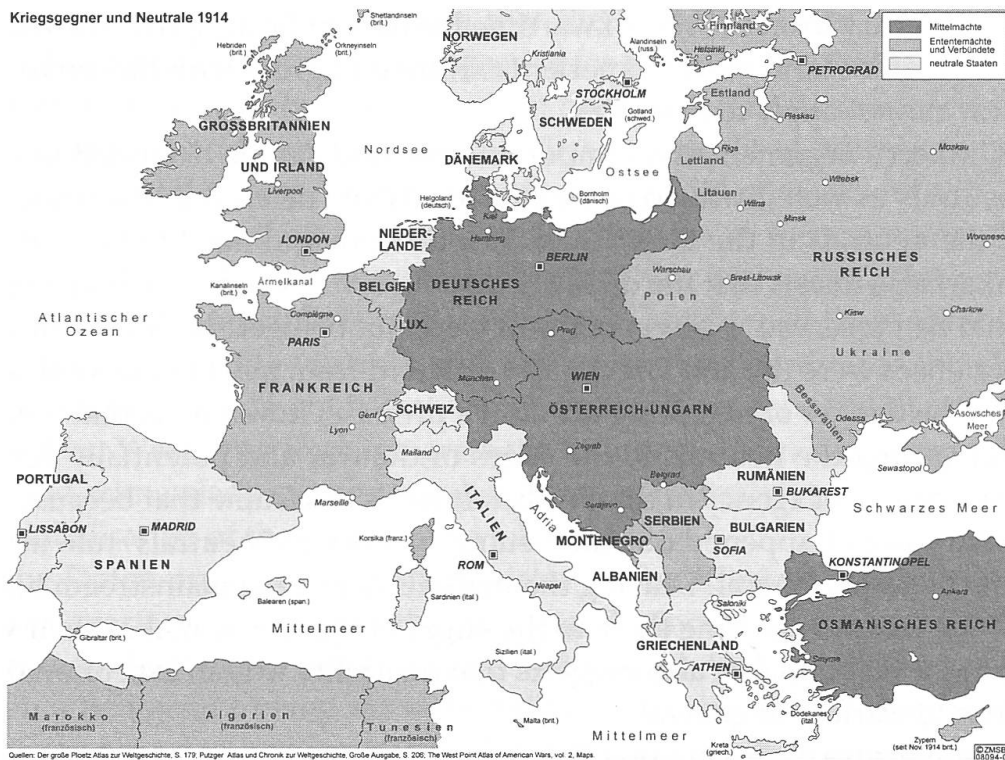 Kriegsgegner und Neutrale 1914
Mittelmächte
Ententemächte
und Verbündete
neutrale Staaten
Shetlandinseln
(brit.)
Hebriden
(brit.)
Orkneyinseln
(brit.)
NORWEGEN
Kristiania
Ålandinseln
(russ.)
Finnland
Helsinki
PETROGRAD
STOCKHOLM
SCHWEDEN
Gotland
(schwed.)
Estland
Pleskau
GROSSBRITANNIEN
UND IRLAND
Liverpool
LONDON
Nordsee
DÄNEMARK
Ostsee
Bornholm
(dänisch)
Helgoland
(deutsch)
Kiel
Hamburg
Riga
Lettland
Moskau
Litauen
Witebsk
Wilna
Minsk
Woronesch
NIEDER-
LANDE
BERLIN
DEUTSCHES
REICH
RUSSISCHES
REICH
Warschau
Brest-Litowsk
Polen
Kanalinseln
(brit.)
Ärmelkanal
BELGIEN
LUX.
Atlantischer
Ozean
Compiègne
PARIS
Prag
Kiew
Charkow
Ukraine
FRANKREICH
München
WIEN
ÖSTERREICH-UNGARN
Bessarabien
Odessa
Asowsches
Meer
SCHWEIZ
Genf
Lyon
Mailand
Zagreb
Belgrad
Sewastopol
RUMÄNIEN
BUKAREST
PORTUGAL
LISSABON
MADRID
SPANIEN
Marseille
ITALIEN
Adria
Sarajevo
SERBIEN
MONTENEGRO
BULGARIEN
SOFIA
Schwarzes Meer
Korsika (franz.)
ROM
KONSTANTINOPEL
Ankara
ALBANIEN
Neapel
Balearen (span.)
Sardinien (ital.)
Saloniki
OSMANISCHES REICH
Gibraltar (brit.)
Mittelmeer
Sizilien (ital.)
GRIECHENLAND
ATHEN
Smyrna
Marokko
(französisch)
Algerien
(französisch)
Tunesien
(französisch)
Malta (brit.)
Mittelmeer
Dodekanes
(ital.)
Kreta
(griech.)
Zypern
(seit Nov. 1914 brit.)
Quellen: Der große Ploetz Atlas zur Weltgeschichte, S. 179; Putzger Atlas und Chronik zur Weltgeschichte, Große Ausgabe, S. 206; The West Point Atlas of American Wars, vol. 2, Maps.